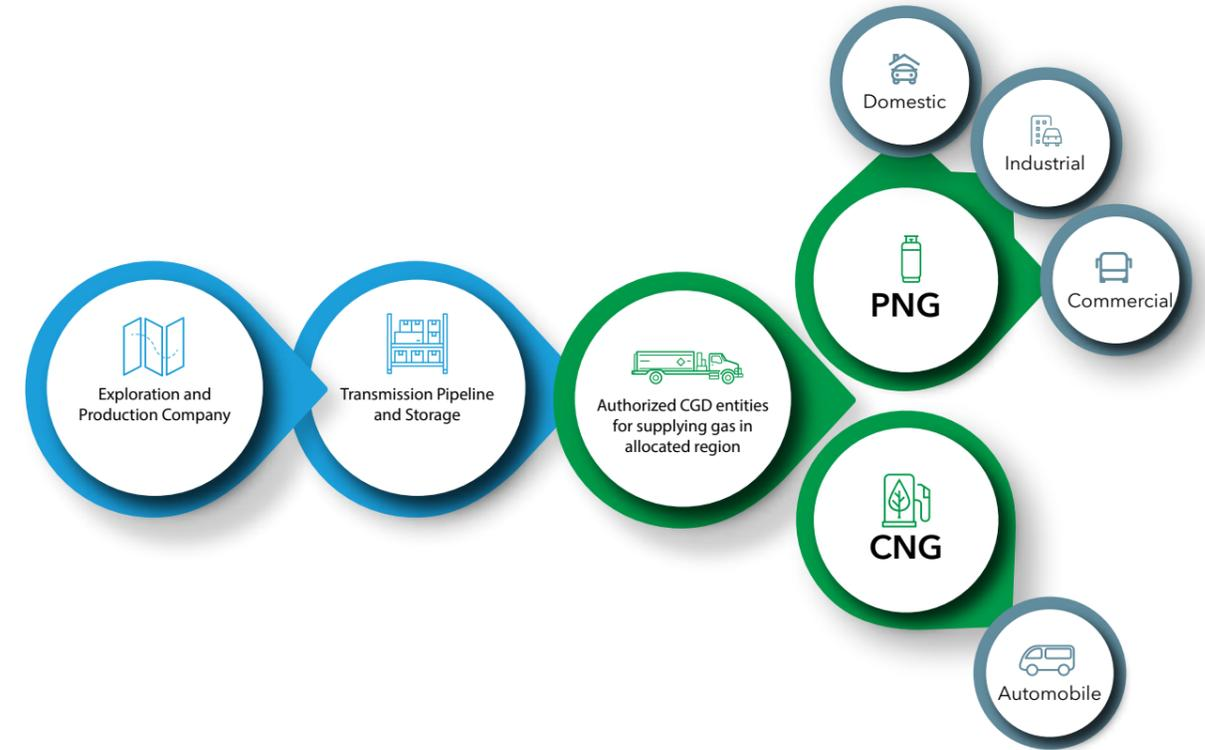 Exploration and
Production Company
Transmission Pipeline
and Storage
Authorized CGD entities
for supplying gas in
allocated region
PNG
Domestic
Industrial
Commercial
CNG
Automobile